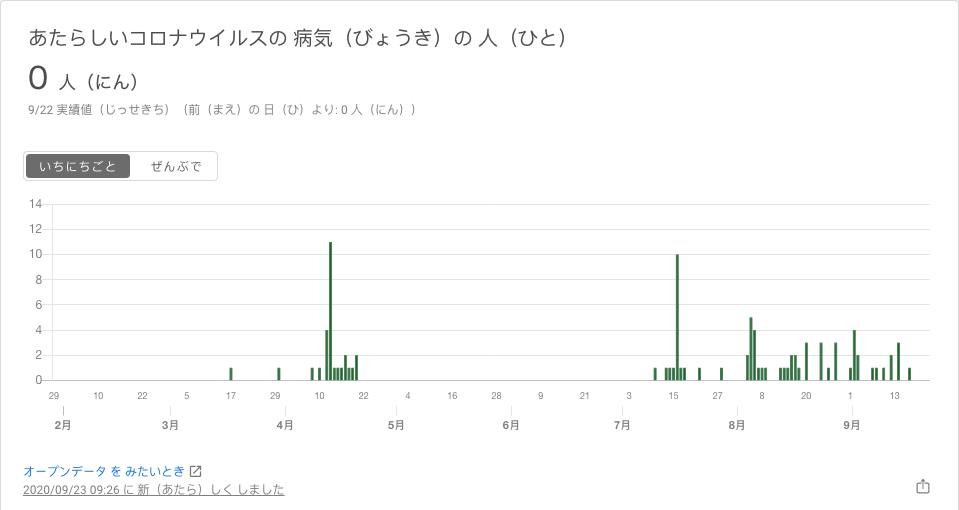 あたらしいコロナウイルスの 病気（びょうき）の 人（ひと）
0 人（にん）
9/22 実績値（じっせきち）（前（まえ）の 日（ひ）より: 0 人（にん））
いちにちごと ぜんぶで
14
12
10
8
6
4
2
0
29 10 22 5 17 29 10 22 4 16 28 9 21 3 15 27 8 20 1 13
2月 3月 4月 5月 6月 7月 8月 9月
オープンデータ を みたいとき
2020/09/23 09:26 に 新（あたら）しく しました